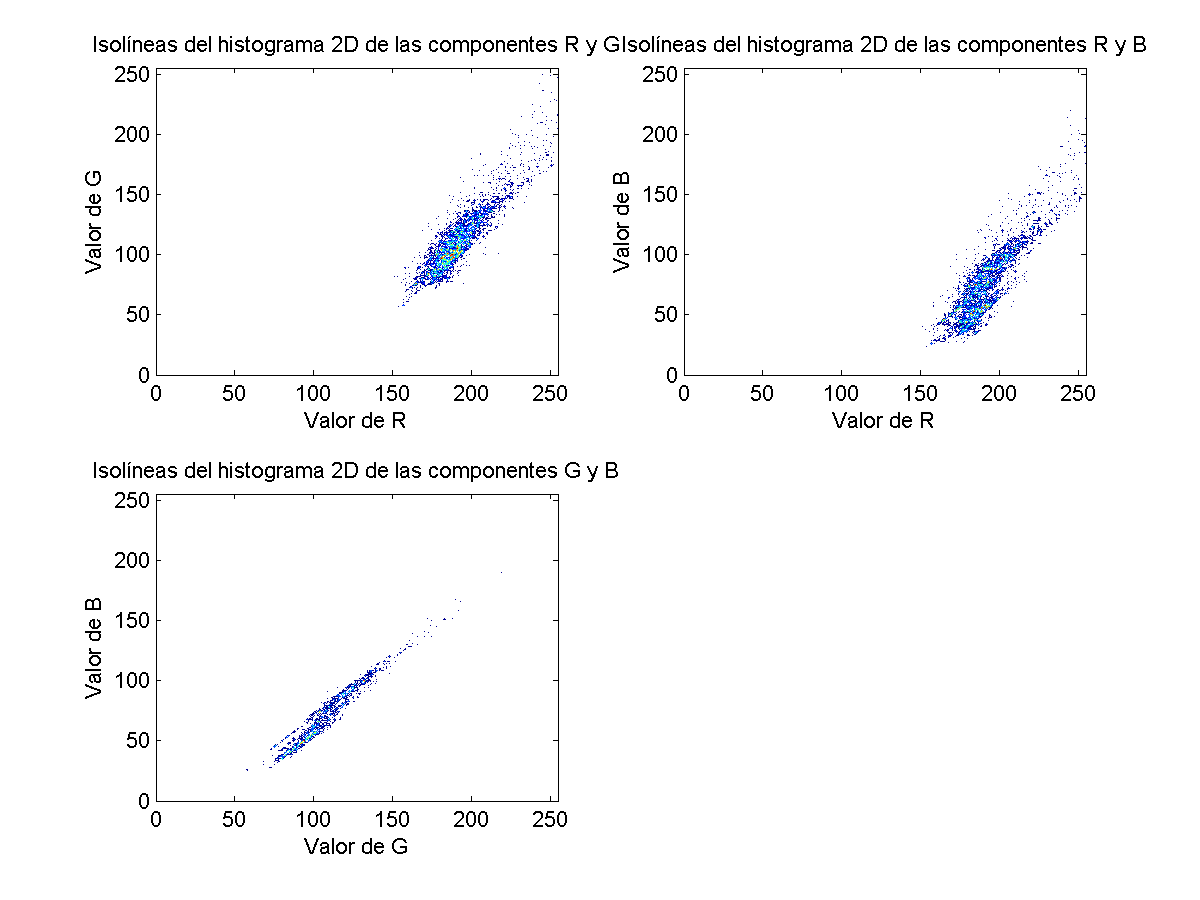 Isolíneas del histograma 2D de las componentes R y G
Isolíneas del histograma 2D de las componentes R y B
250
200
150
100
50
0
Valor de G
0 50 100 150 200 250
Valor de R
250
200
150
100
50
0
Valor de B
0 50 100 150 200 250
Valor de R
Isolíneas del histograma 2D de las componentes G y B
250
200
150
100
50
0
Valor de B
0 50 100 150 200 250
Valor de G